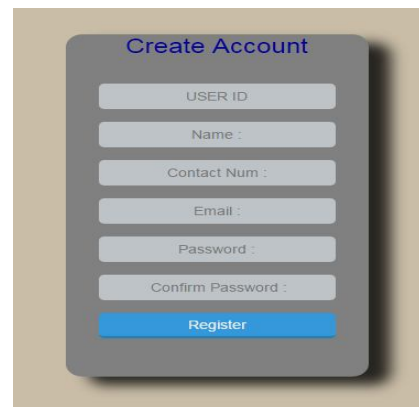 Create Account
USER ID
Name :
Contact Num :
Email :
Password :
Confirm Password :
Register